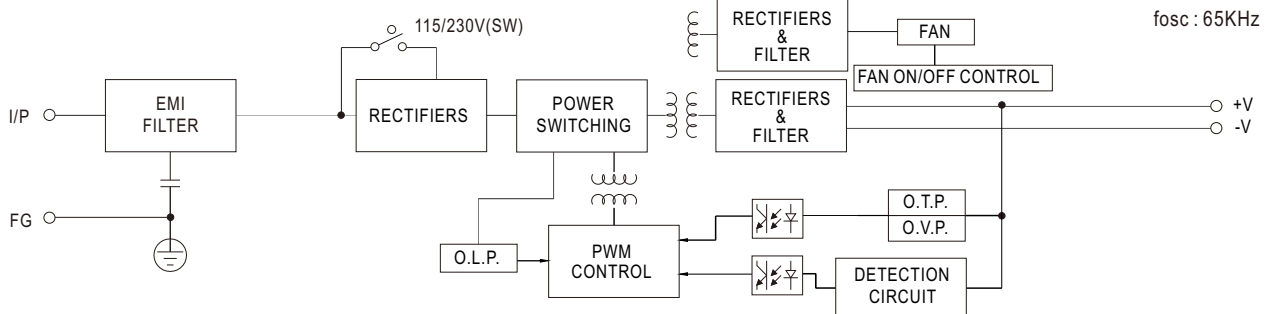 115/230V(SW)
RECTIFIERS
&
FILTER
FAN
FAN ON/OFF CONTROL
fosc : 65KHz
I/P
EMI
FILTER
RECTIFIERS
POWER
SWITCHING
RECTIFIERS
&
FILTER
+V
-V
FG
O.L.P.
PWM
CONTROL
O.T.P.
O.V.P.
DETECTION
CIRCUIT